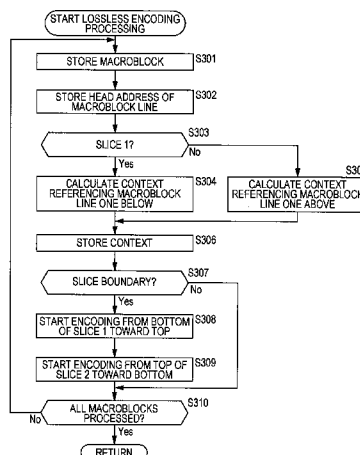 START LOSSLESS ENCODING
PROCESSING
STORE MACROBLOCK
S301
STORE HEAD ADDRESS OF
MACROBLOCK LINE
S302
SLICE 1?
S303
Yes
No
CALCULATE CONTEXT
REFERENCING MACROBLOCK
LINE ONE BELOW
S304
CALCULATE CONTEXT
REFERENCING MACROBLOCK
LINE ONE ABOVE
STORE CONTEXT
S306
SLICE BOUNDARY?
S307
Yes
No
START ENCODING FROM BOTTOM
OF SLICE 1 TOWARD TOP
S308
START ENCODING FROM TOP OF
SLICE 2 TOWARD BOTTOM
S309
ALL MACROBLOCKS
PROCESSED?
S310
No
Yes
RETURN